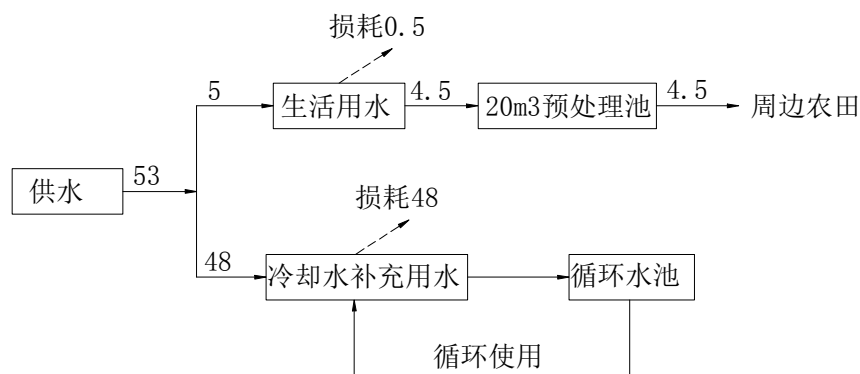 损耗0.5
5
生活用水
4.5
20m3预处理池
4.5
周边农田
供水
53
损耗48
48
冷却水补充用水
循环水池
循环使用